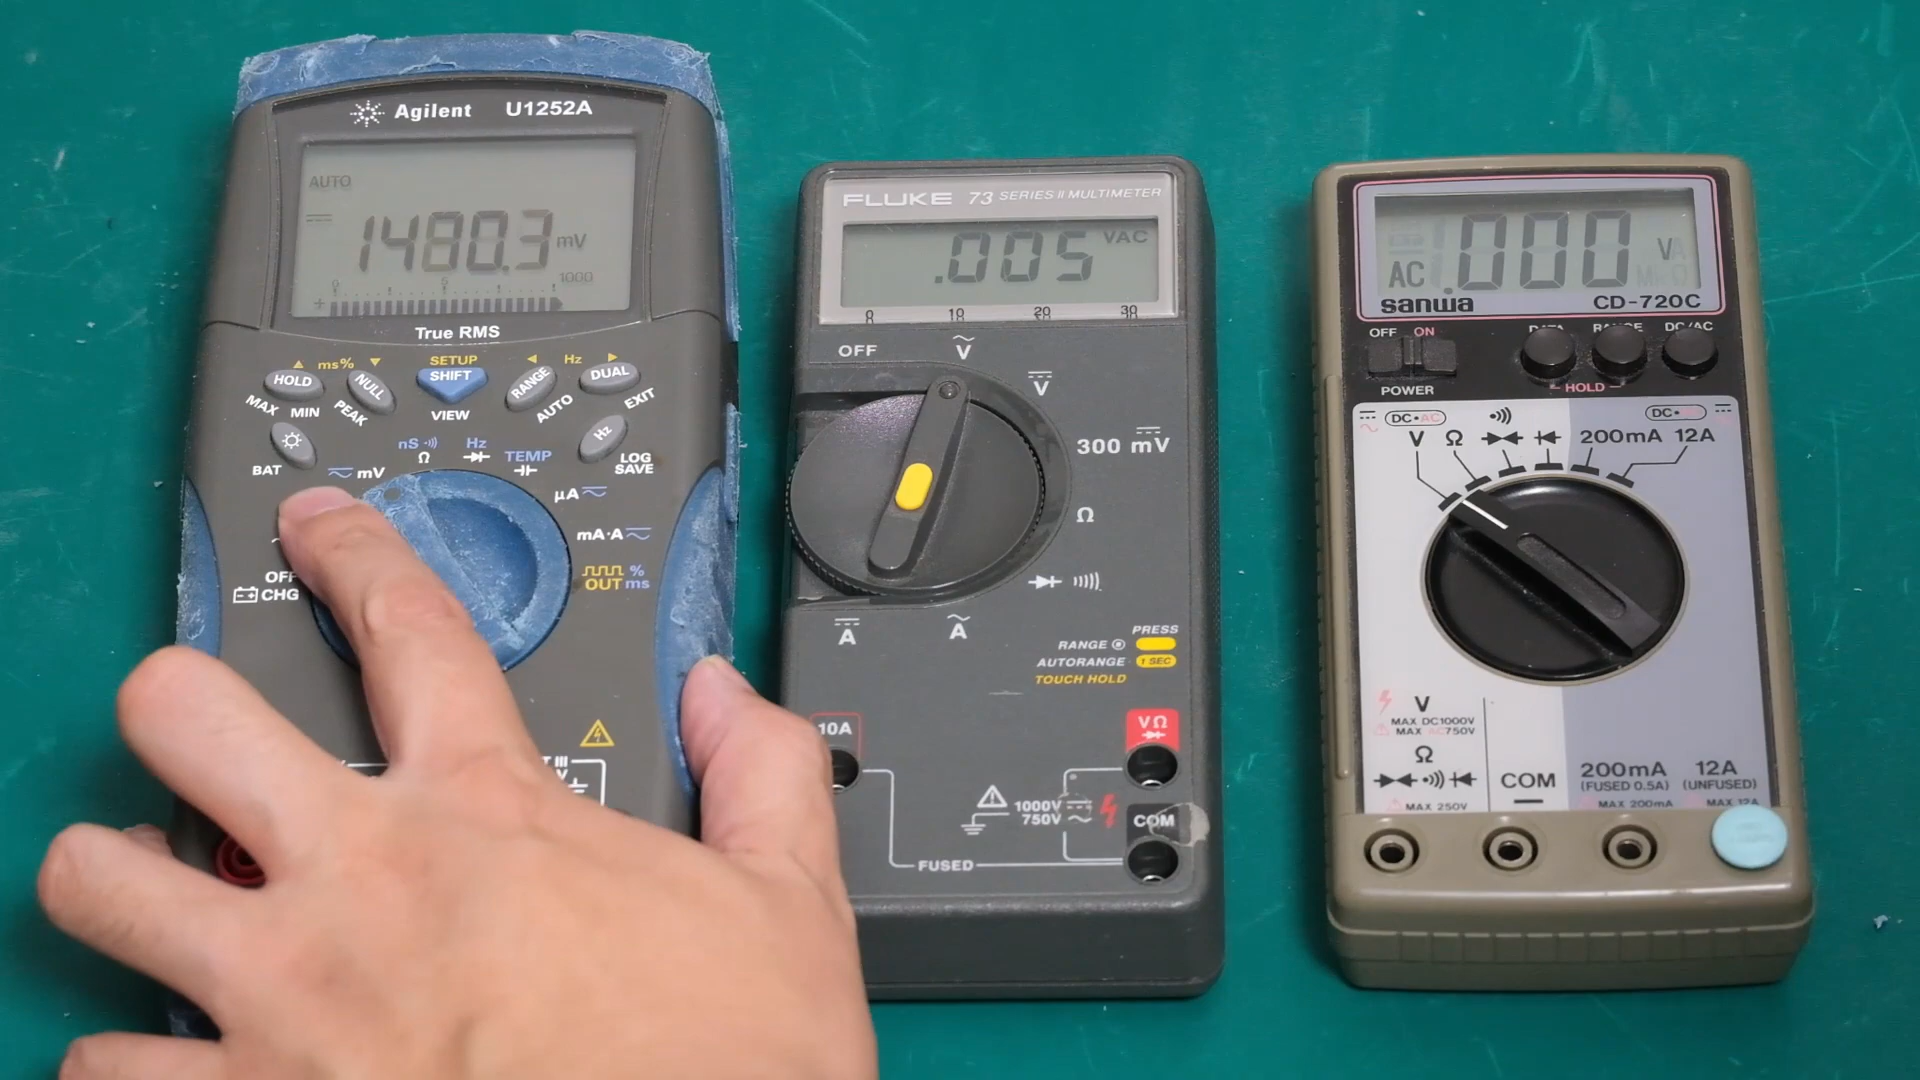 Agilent U1252A
AUTO
1480.3 mV
0 5 1000
+
True RMS
ms%
SETUP
Hz
HOLD
NULL
SHIFT
RANGE
DUAL
MAX MIN
PEAK
VIEW
AUTO
EXIT
Hz
BAT
LOG
SAVE
nS
Ω
Hz
TEMP
mV
µA
mA·A
OUT
%
ms
OFF
CHG
FLUKE 73 SERIES II MULTIMETER
.005 VAC
0 10 20 30
OFF
V
V
300 mV
Ω
A
A
PRESS
RANGE
AUTORANGE 1 SEC
TOUCH HOLD
10A
VΩ
1000V
750V
COM
FUSED
AC .000 V
sanwa CD-720C
OFF ON
DATA RANGE DC/AC
HOLD
POWER
DC•AC
DC•AC
V Ω 200mA 12A
V
MAX DC1000V
MAX AC750V
Ω
MAX 250V
COM
200mA
(FUSED 0.5A)
MAX 200mA
12A
(UNFUSED)
MAX 12A